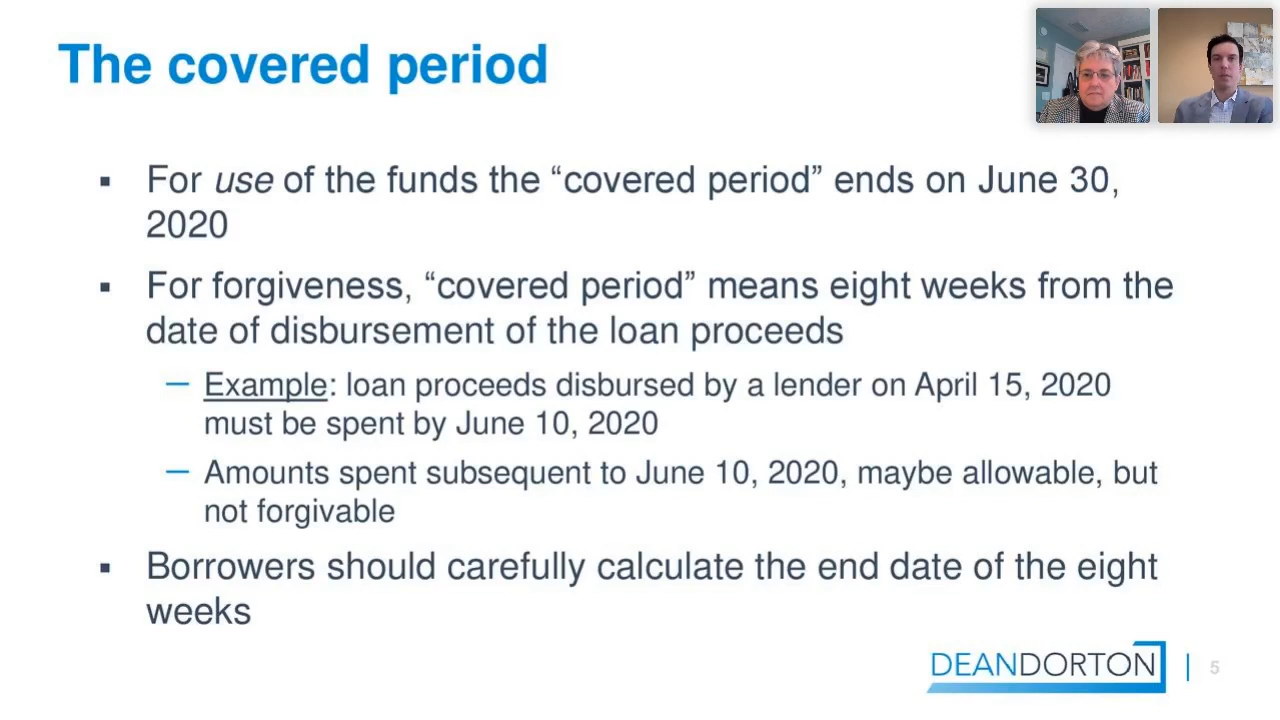 The covered period
▪ For use of the funds the “covered period” ends on June 30,
2020
▪ For forgiveness, “covered period” means eight weeks from the
date of disbursement of the loan proceeds
– Example: loan proceeds disbursed by a lender on April 15, 2020
must be spent by June 10, 2020
– Amounts spent subsequent to June 10, 2020, maybe allowable, but
not forgivable
▪ Borrowers should carefully calculate the end date of the eight
weeks
DEANDORTON | 5